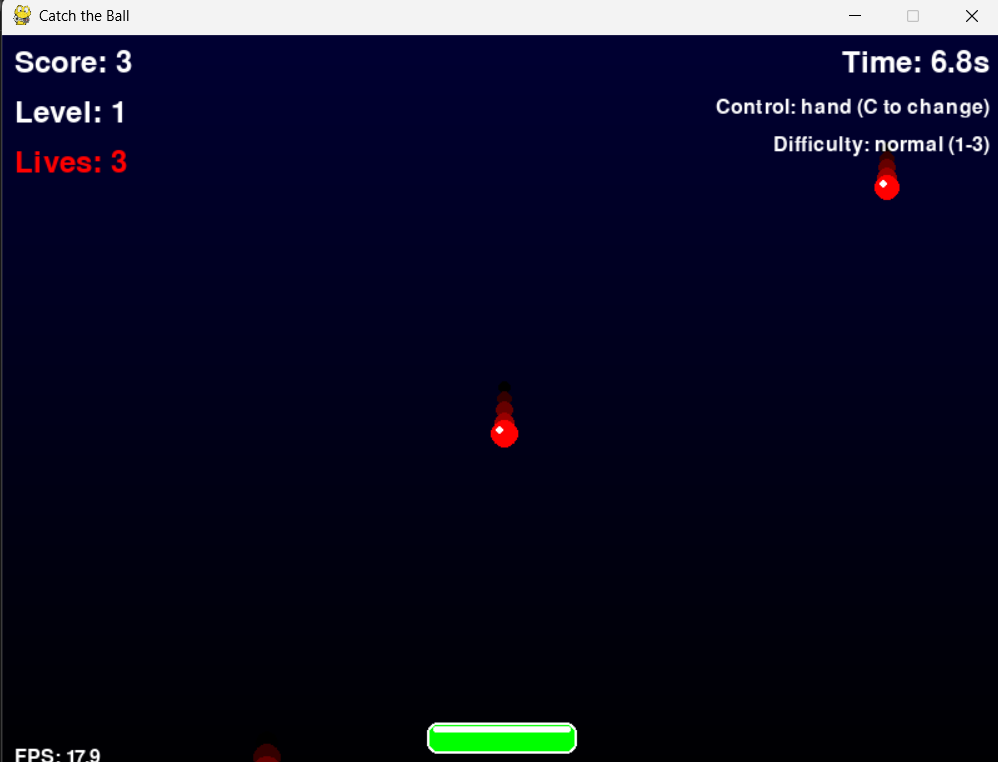 Catch the Ball
Score: 3
Time: 6.8s
Level: 1
Control: hand (C to change)
Difficulty: normal (1-3)
Lives: 3
FPS: 17.9